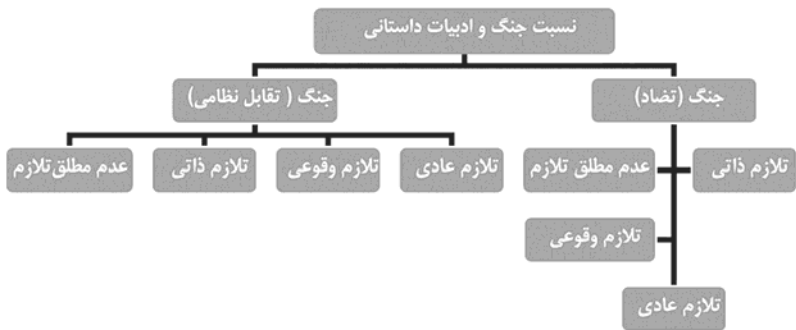 نسبت جنگ و ادبیات داستانی
جنگ (تضاد)
جنگ ( تقابل نظامی)
تلازم ذاتی
عدم مطلق تلازم
تلازم عادی
تلازم وقوعی
تلازم ذاتی
عدم مطلق تلازم
تلازم وقوعی
تلازم عادی